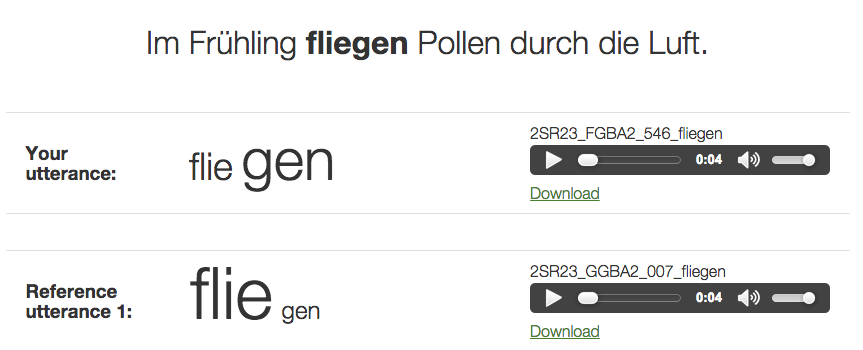 Im Frühling fliegen Pollen durch die Luft.
2SR23_FGBA2_546_fliegen
Your utterance: flie gen 0:04
Download
2SR23_GGBA2_007_fliegen
Reference utterance 1: flie gen 0:04
Download